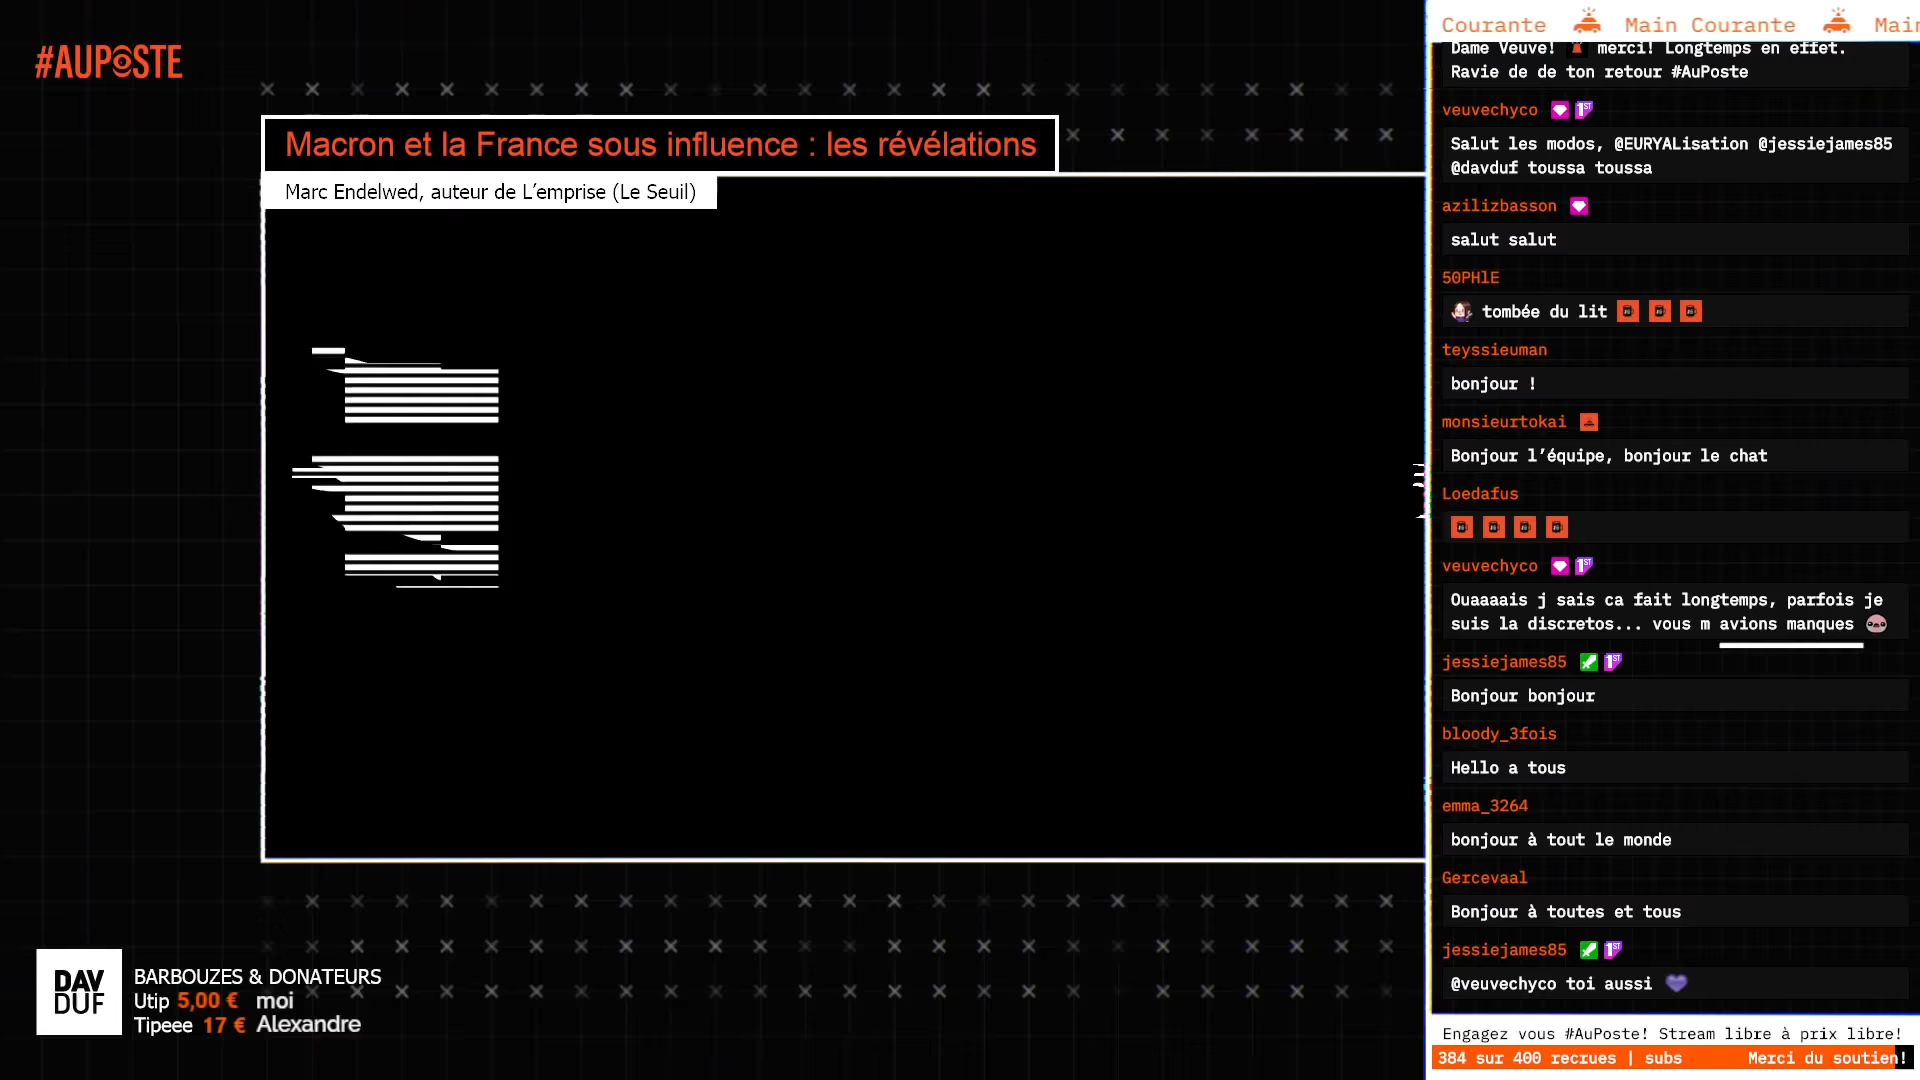 #AUPOSTE
Macron et la France sous influence : les révélations
Marc Endelwed, auteur de L’emprise (Le Seuil)
DAV
DUF
BARBOUZES & DONATEURS
Utip 5,00 € moi
Tipeee 17 € Alexandre
Courante Main Courante Main
Dame Veuve! merci! Longtemps en effet.
Ravie de de ton retour #AuPoste
veuvechyco 1ST
Salut les modos, @EURYALisation @jessiejames85
@davduf toussa toussa
azilizbasson
salut salut
50PHlE
tombée du lit
teyssieuman
bonjour !
monsieurtokai
Bonjour l’équipe, bonjour le chat
Loedafus
veuvechyco 1ST
Ouaaaais j sais ca fait longtemps, parfois je
suis la discretos... vous m avions manques
jessiejames85 1ST
Bonjour bonjour
bloody_3fois
Hello a tous
emma_3264
bonjour à tout le monde
Gercevaal
Bonjour à toutes et tous
jessiejames85 1ST
@veuvechyco toi aussi
Engagez vous #AuPoste! Stream libre à prix libre!
384 sur 400 recrues | subs Merci du soutien!